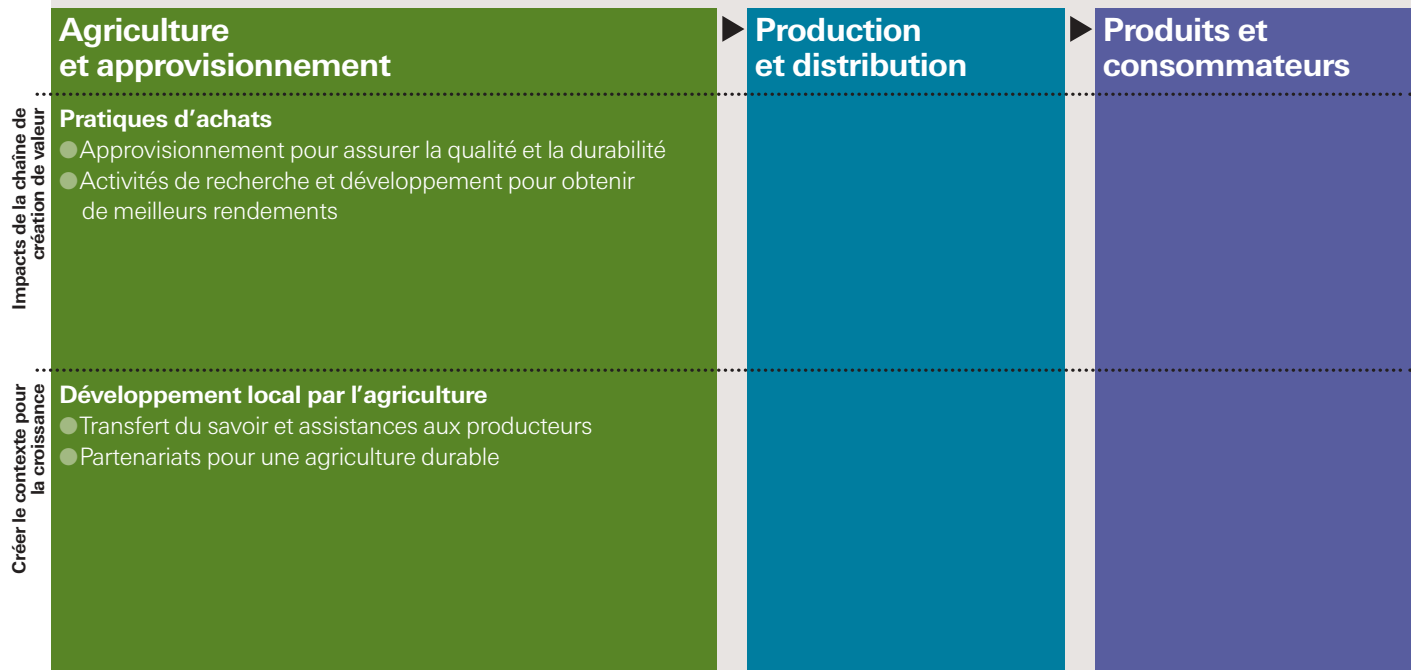 Agriculture
et approvisionnement
Production
et distribution
Produits et
consommateurs
Impacts de la chaîne de
création de valeur
Pratiques d’achats
●Approvisionnement pour assurer la qualité et la durabilité
●Activités de recherche et développement pour obtenir
de meilleurs rendements
Créer le contexte pour
la croissance
Développement local par l’agriculture
●Transfert du savoir et assistances aux producteurs
●Partenariats pour une agriculture durable